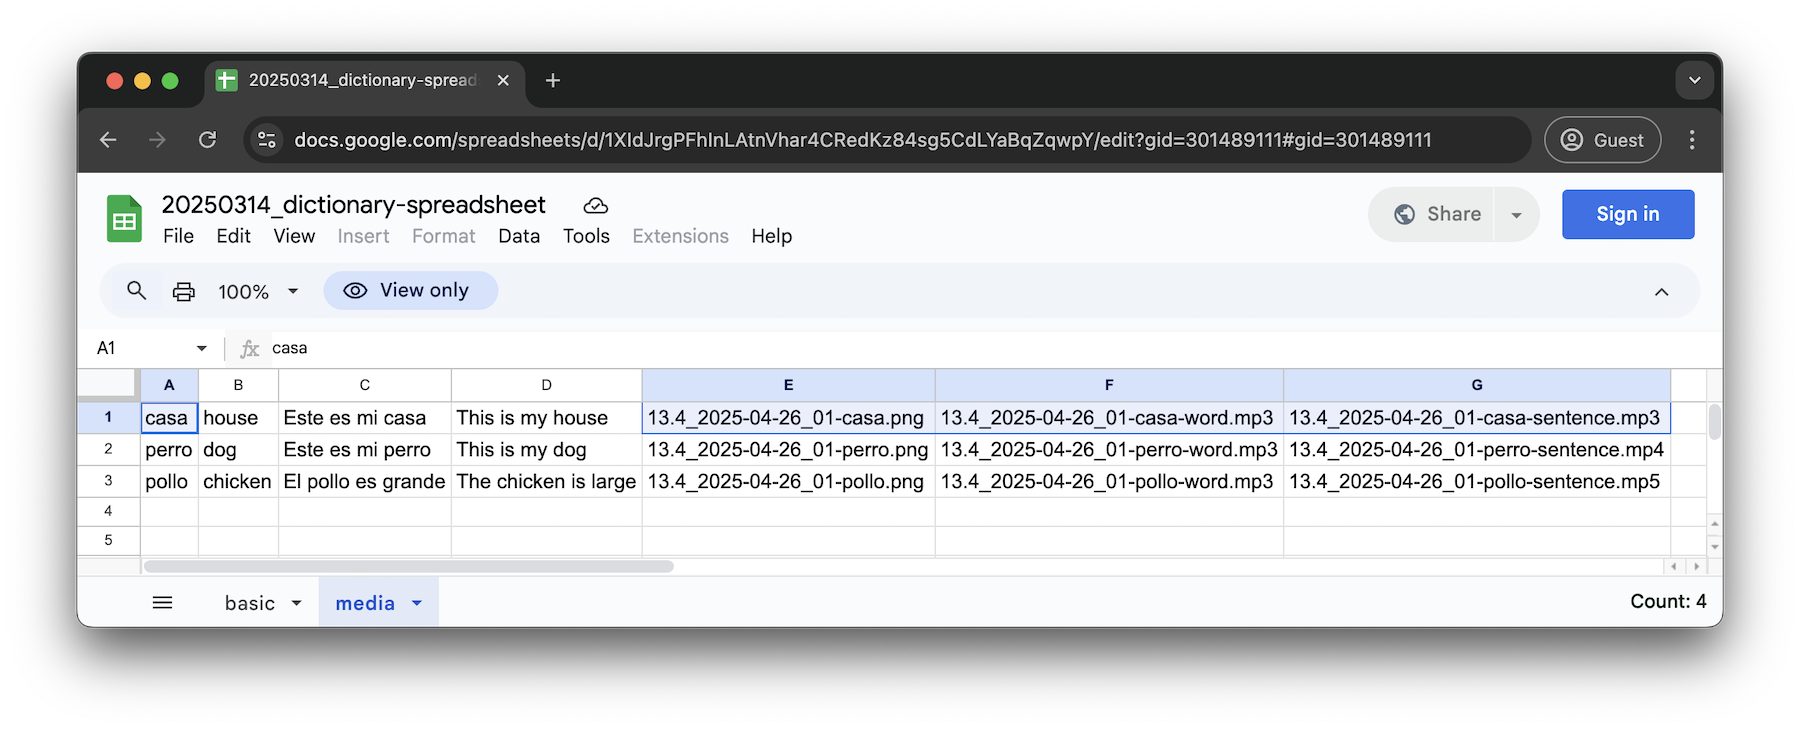 20250314_dictionary-spread
docs.google.com/spreadsheets/d/1XIdJrgPFhInLAtnVhar4CRedKz84sg5CdLYaBqZqwpY/edit?gid=301489111#gid=301489111
Guest
20250314_dictionary-spreadsheet
Share
Sign in
File Edit View Insert Format Data Tools Extensions Help
100% View only
A1 fx casa
A B C D E F G
1 casa house Este es mi casa This is my house 13.4_2025-04-26_01-casa.png 13.4_2025-04-26_01-casa-word.mp3 13.4_2025-04-26_01-casa-sentence.mp3
2 perro dog Este es mi perro This is my dog 13.4_2025-04-26_01-perro.png 13.4_2025-04-26_01-perro-word.mp3 13.4_2025-04-26_01-perro-sentence.mp4
3 pollo chicken El pollo es grande The chicken is large 13.4_2025-04-26_01-pollo.png 13.4_2025-04-26_01-pollo-word.mp3 13.4_2025-04-26_01-pollo-sentence.mp5
4
5
basic media Count: 4